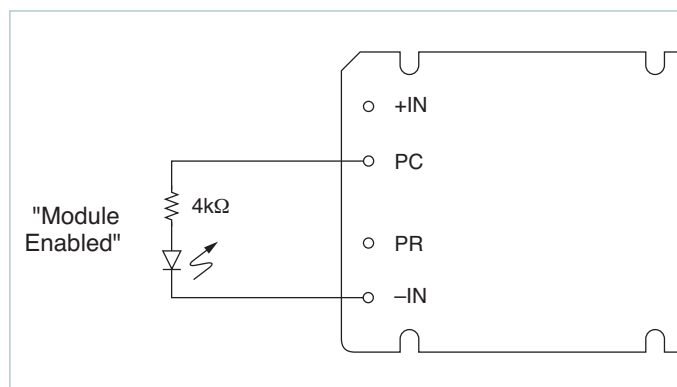 +IN
PC
4kΩ
"Module
Enabled"
PR
–IN